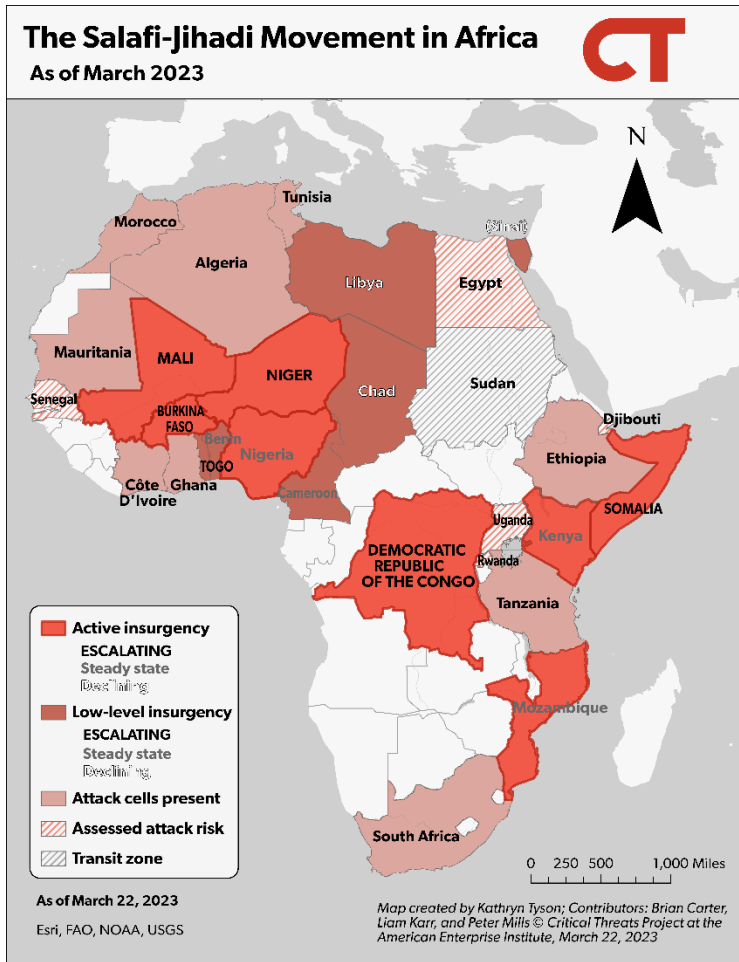 The Salafi-Jihadi Movement in Africa
As of March 2023
CT
N
Tunisia
Morocco
(Sinai)
Algeria
Libya
Egypt
Mauritania
MALI
NIGER
Chad
Sudan
Senegal
BURKINA
FASO
Djibouti
Benin
Nigeria
Ethiopia
TOGO
Côte
D'Ivoire
Ghana
Cameroon
SOMALIA
Uganda
Kenya
DEMOCRATIC
REPUBLIC
OF THE CONGO
Rwanda
Tanzania
Mozambique
South Africa
Active insurgency
ESCALATING
Steady state
Declining
Low-level insurgency
ESCALATING
Steady state
Declining
Attack cells present
Assessed attack risk
Transit zone
0 250 500 1,000 Miles
As of March 22, 2023
Esri, FAO, NOAA, USGS
Map created by Kathryn Tyson; Contributors: Brian Carter,
Liam Karr, and Peter Mills © Critical Threats Project at the
American Enterprise Institute, March 22, 2023